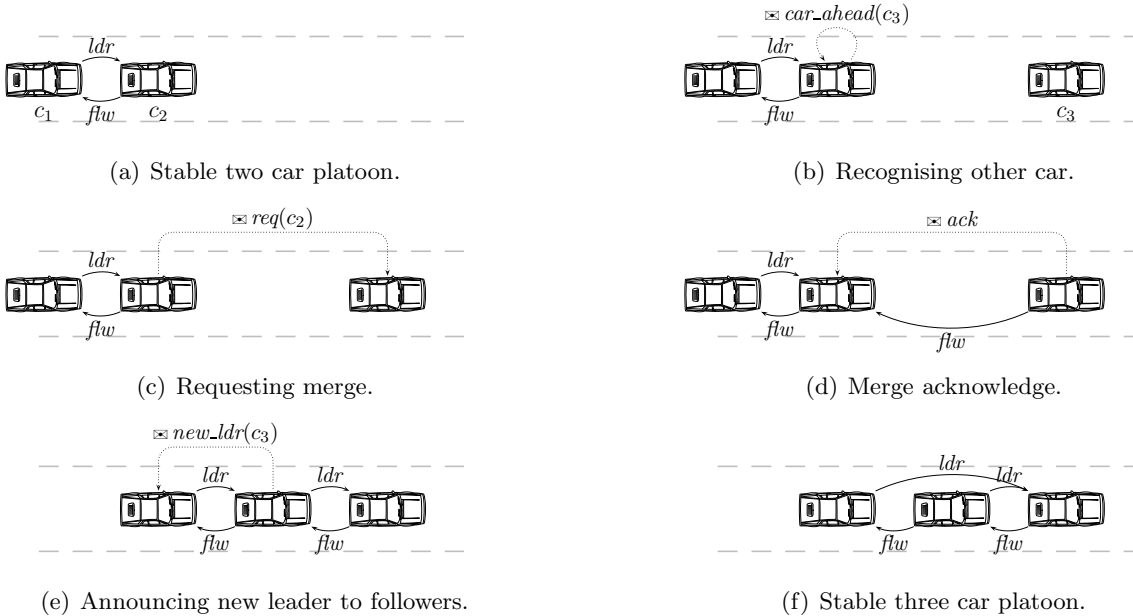 ldr
c₁ flw c₂
(a) Stable two car platoon.
✉ car_ahead(c₃)
ldr
flw c₃
(b) Recognising other car.
✉ req(c₂)
ldr
flw
(c) Requesting merge.
✉ ack
ldr
flw
flw
(d) Merge acknowledge.
✉ new_ldr(c₃)
ldr ldr
flw flw
(e) Announcing new leader to followers.
ldr
ldr
flw flw
(f) Stable three car platoon.